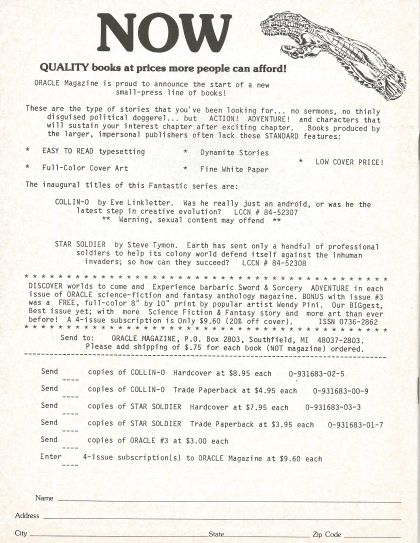 NOW
QUALITY books at prices more people can afford!
ORACLE Magazine is proud to announce the start of a new
small-press line of books!
These are the type of stories that you've been looking for... no sermons, no thinly
disguised political doggerel... but ACTION! ADVENTURE! and characters that
will sustain your interest chapter after exciting chapter. Books produced by
the larger, impersonal publishers often lack these STANDARD features:
* EASY TO READ typesetting * Dynamite Stories
* LOW COVER PRICE!
* Full-Color Cover Art * Fine White Paper
The inaugural titles of this Fantastic series are:
COLLIN-O by Eve Linkletter. Was he really just an android, or was he the
latest step in creative evolution? LCCN # 84-52307
** Warning, sexual content may offend **
STAR SOLDIER by Steve Tymon. Earth has sent only a handful of professional
soldiers to help its colony world defend itself against the inhuman
invaders; so how can they succeed? LCCN # 84-52308
* * * * * * * * * * * * * * * * * * * * * * * * * * * * * * * * * * * * * * * * * *
DISCOVER worlds to come and Experience barbaric Sword & Sorcery ADVENTURE in each
issue of ORACLE science-fiction and fantasy anthology magazine. BONUS with issue #3
was a FREE, full-color 8" by 10" print by popular artist Wendy Pini. Our BIGgest,
Best issue yet; with more Science Fiction & Fantasy story and more art than ever
before! A 4-issue subscription is Only $9.60 (20% off cover). ISSN 0736-2862
* * * * * * * * * * * * * * * * * * * * * * * * * * * * * * * * * * * * * * * * * *
Send to: ORACLE MAGAZINE, P.O. Box 2803, Southfield, MI 48037-2803.
Please add shipping of $.75 for each book (NOT magazine) ordered.
Send ____ copies of COLLIN-O Hardcover at $8.95 each 0-931683-02-5
Send ____ copies of COLLIN-O Trade Paperback at $4.95 each 0-931683-00-9
Send ____ copies of STAR SOLDIER Hardcover at $7.95 each 0-931683-03-3
Send ____ copies of STAR SOLDIER Trade Paperback at $3.95 each 0-931683-01-7
Send ____ copies of ORACLE #3 at $3.00 each
Enter ____ 4-issue subscription(s) to ORACLE Magazine at $9.60 each
Name
Address
City State Zip Code